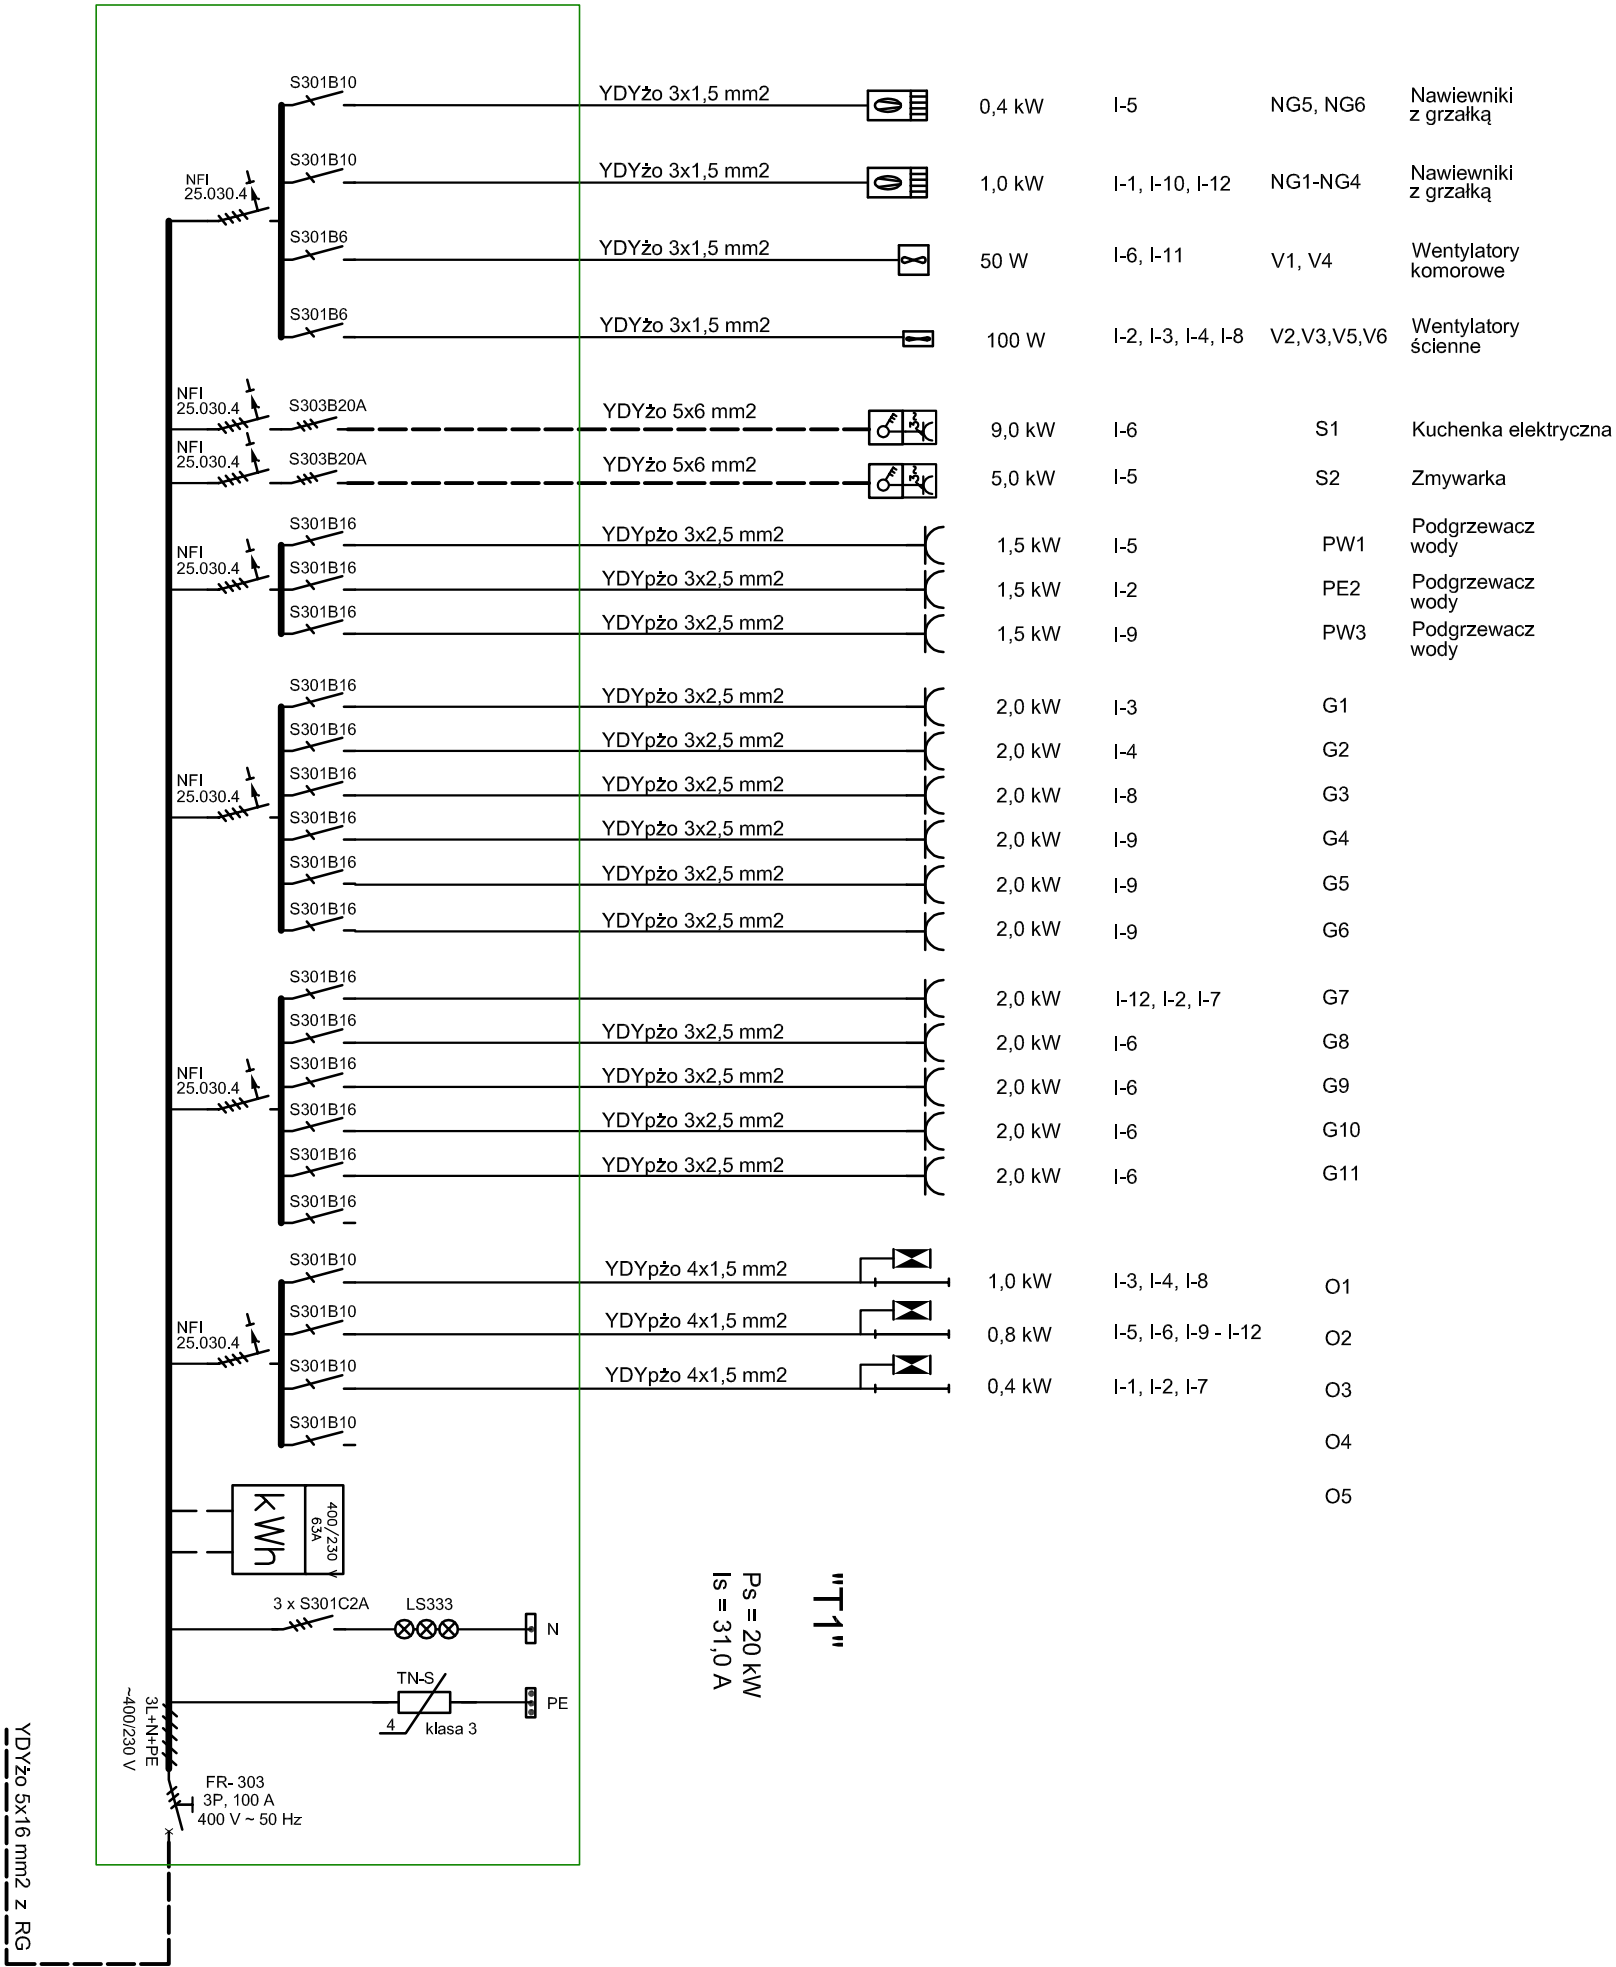 S301B10
YDYżo 3x1,5 mm2
0,4 kW
I-5
NG5, NG6
Nawiewniki
z grzałką
S301B10
YDYżo 3x1,5 mm2
1,0 kW
I-1, I-10, I-12
NG1-NG4
Nawiewniki
z grzałką
NFI
25.030.4
S301B6
YDYżo 3x1,5 mm2
50 W
I-6, I-11
V1, V4
Wentylatory
komorowe
S301B6
YDYżo 3x1,5 mm2
100 W
I-2, I-3, I-4, I-8
V2,V3,V5,V6
Wentylatory
ścienne
NFI
25.030.4
S303B20A
YDYżo 5x6 mm2
3~
9,0 kW
I-6
S1
Kuchenka elektryczna
NFI
25.030.4
S303B20A
YDYżo 5x6 mm2
3~
5,0 kW
I-5
S2
Zmywarka
S301B16
YDYpżo 3x2,5 mm2
1,5 kW
I-5
PW1
Podgrzewacz
wody
NFI
25.030.4
S301B16
YDYpżo 3x2,5 mm2
1,5 kW
I-2
PE2
Podgrzewacz
wody
S301B16
YDYpżo 3x2,5 mm2
1,5 kW
I-9
PW3
Podgrzewacz
wody
S301B16
YDYpżo 3x2,5 mm2
2,0 kW
I-3
G1
S301B16
YDYpżo 3x2,5 mm2
2,0 kW
I-4
G2
NFI
25.030.4
S301B16
YDYpżo 3x2,5 mm2
2,0 kW
I-8
G3
S301B16
YDYpżo 3x2,5 mm2
2,0 kW
I-9
G4
S301B16
YDYpżo 3x2,5 mm2
2,0 kW
I-9
G5
S301B16
YDYpżo 3x2,5 mm2
2,0 kW
I-9
G6
S301B16
2,0 kW
I-12, I-2, I-7
G7
S301B16
YDYpżo 3x2,5 mm2
2,0 kW
I-6
G8
NFI
25.030.4
S301B16
YDYpżo 3x2,5 mm2
2,0 kW
I-6
G9
S301B16
YDYpżo 3x2,5 mm2
2,0 kW
I-6
G10
S301B16
YDYpżo 3x2,5 mm2
2,0 kW
I-6
G11
S301B16
S301B10
YDYpżo 4x1,5 mm2
1,0 kW
I-3, I-4, I-8
O1
NFI
25.030.4
S301B10
YDYpżo 4x1,5 mm2
0,8 kW
I-5, I-6, I-9 - I-12
O2
S301B10
YDYpżo 4x1,5 mm2
0,4 kW
I-1, I-2, I-7
O3
S301B10
O4
O5
kWh
400/230 V
63A
"T1"
Ps = 20 kW
Is = 31,0 A
3 x S301C2A
LS333
N
TN-S
4
klasa 3
PE
3L+N+PE
~400/230 V
FR- 303
3P, 100 A
400 V ~ 50 Hz
YDYżo 5x16 mm2 z RG